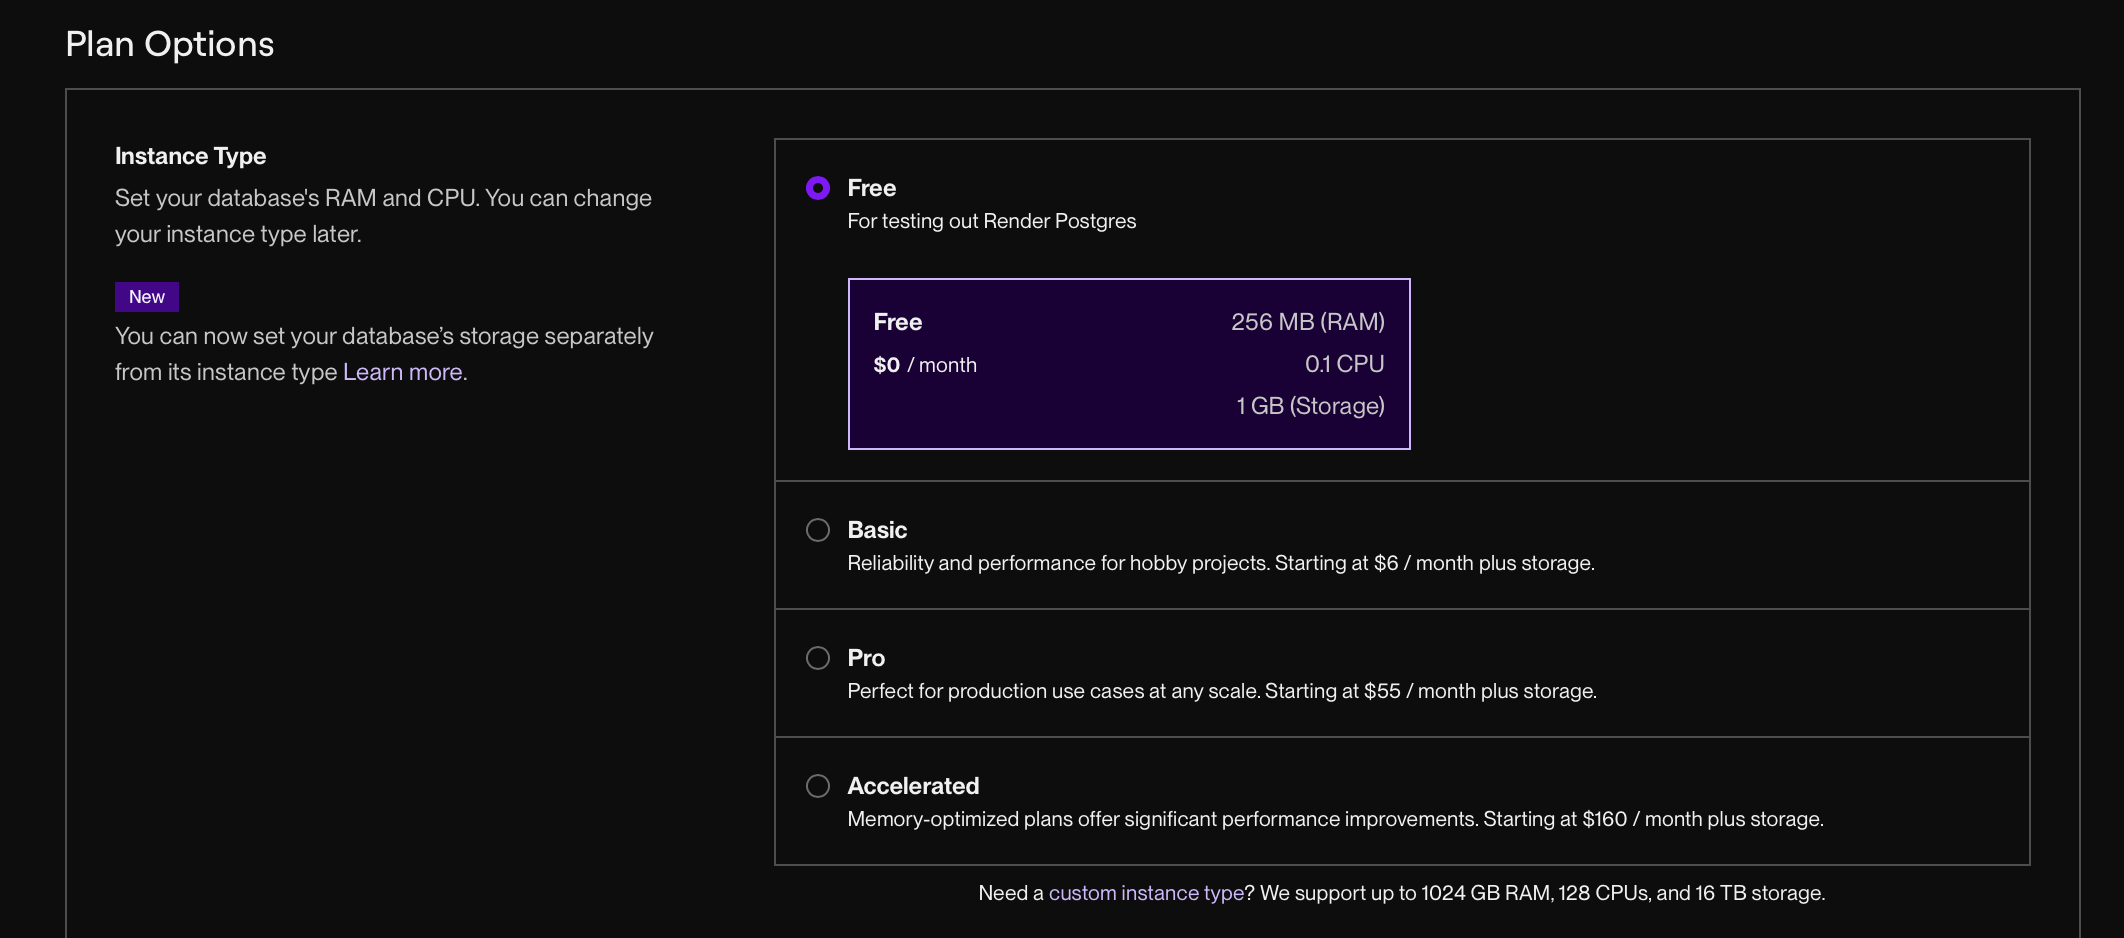 Plan Options
Instance Type
Set your database's RAM and CPU. You can change
your instance type later.
New
You can now set your database’s storage separately
from its instance type Learn more.
Free
For testing out Render Postgres
Free
256 MB (RAM)
$0 / month
0.1 CPU
1 GB (Storage)
Basic
Reliability and performance for hobby projects. Starting at $6 / month plus storage.
Pro
Perfect for production use cases at any scale. Starting at $55 / month plus storage.
Accelerated
Memory-optimized plans offer significant performance improvements. Starting at $160 / month plus storage.
Need a custom instance type? We support up to 1024 GB RAM, 128 CPUs, and 16 TB storage.